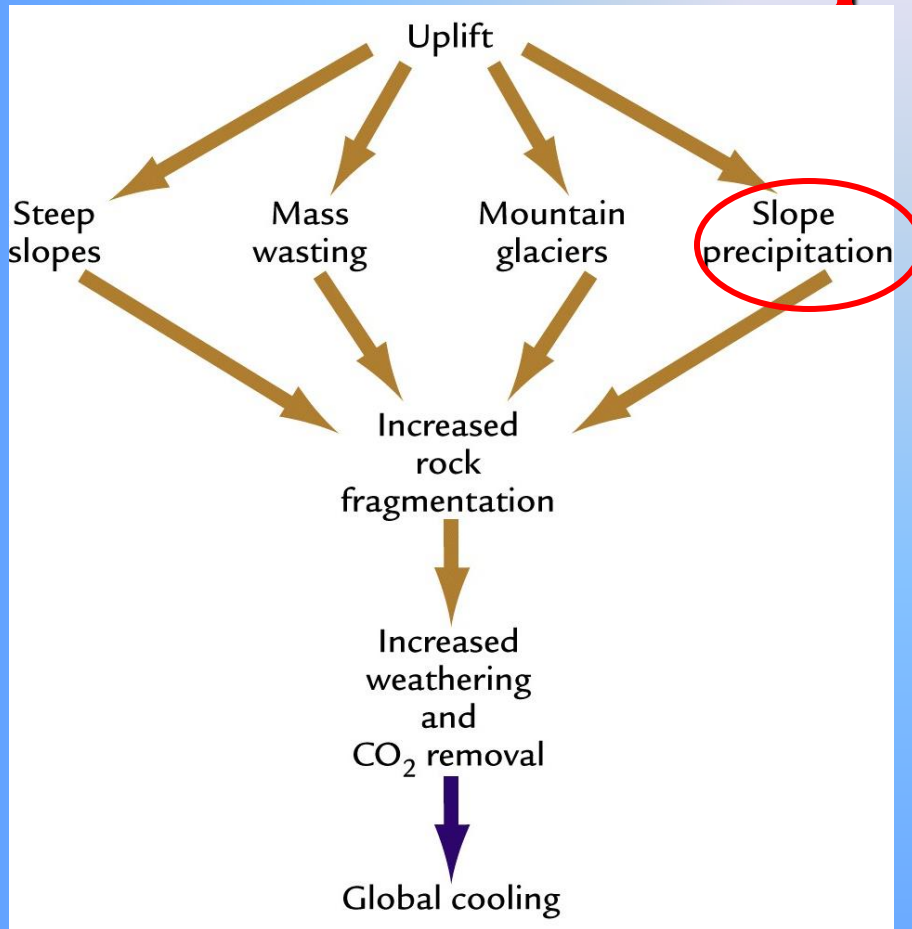 Uplift
Steep
slopes
Mass
wasting
Mountain
glaciers
Slope
precipitation
Increased
rock
fragmentation
Increased
weathering
and
CO₂ removal
Global cooling